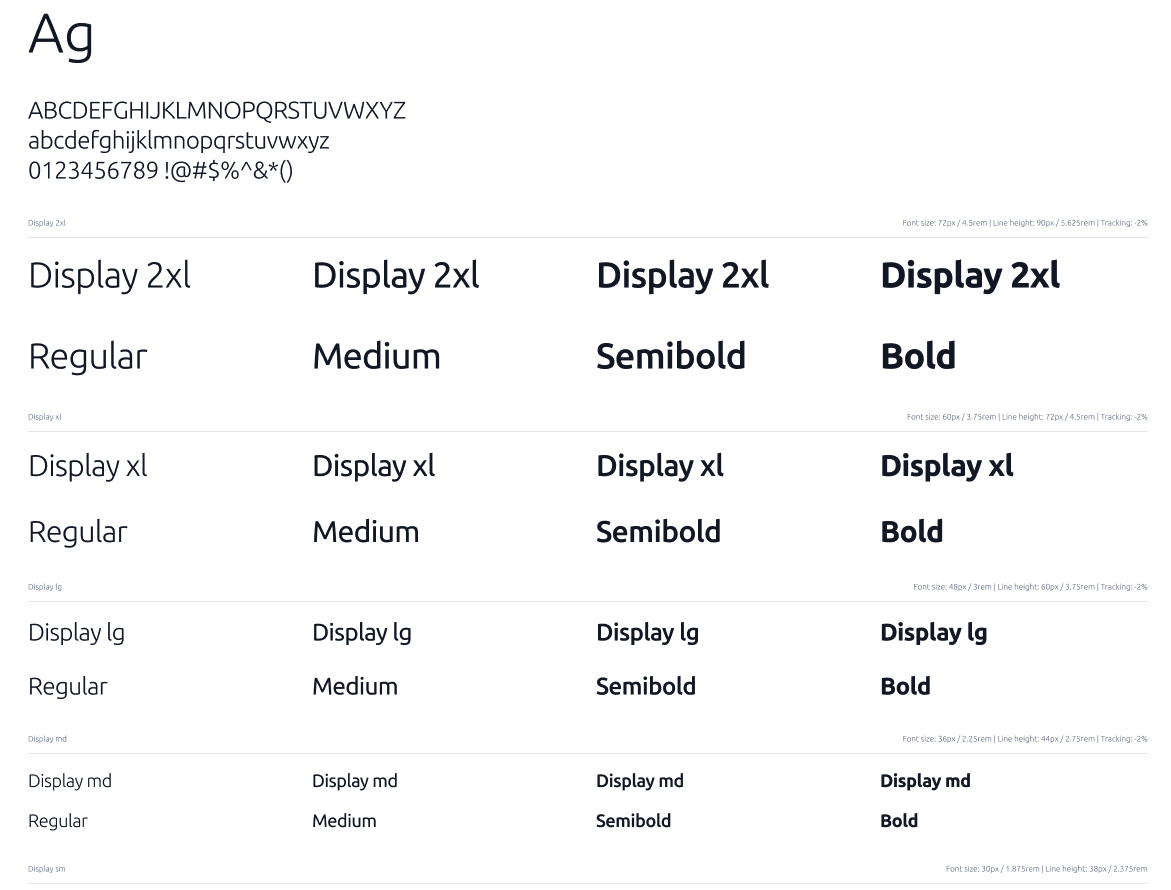 Ag
ABCDEFGHIJKLMNOPQRSTUVWXYZ
abcdefghijklmnopqrstuvwxyz
0123456789 !@#$%^&*()
Display 2xl Font size: 72px / 4.5rem | Line height: 90px / 5.625rem | Tracking: -2%
Display 2xl Display 2xl Display 2xl Display 2xl
Regular Medium Semibold Bold
Display xl Font size: 60px / 3.75rem | Line height: 72px / 4.5rem | Tracking: -2%
Display xl Display xl Display xl Display xl
Regular Medium Semibold Bold
Display lg Font size: 48px / 3rem | Line height: 60px / 3.75rem | Tracking: -2%
Display lg Display lg Display lg Display lg
Regular Medium Semibold Bold
Display md Font size: 36px / 2.25rem | Line height: 44px / 2.75rem | Tracking: -2%
Display md Display md Display md Display md
Regular Medium Semibold Bold
Display sm Font size: 30px / 1.875rem | Line height: 38px / 2.375rem